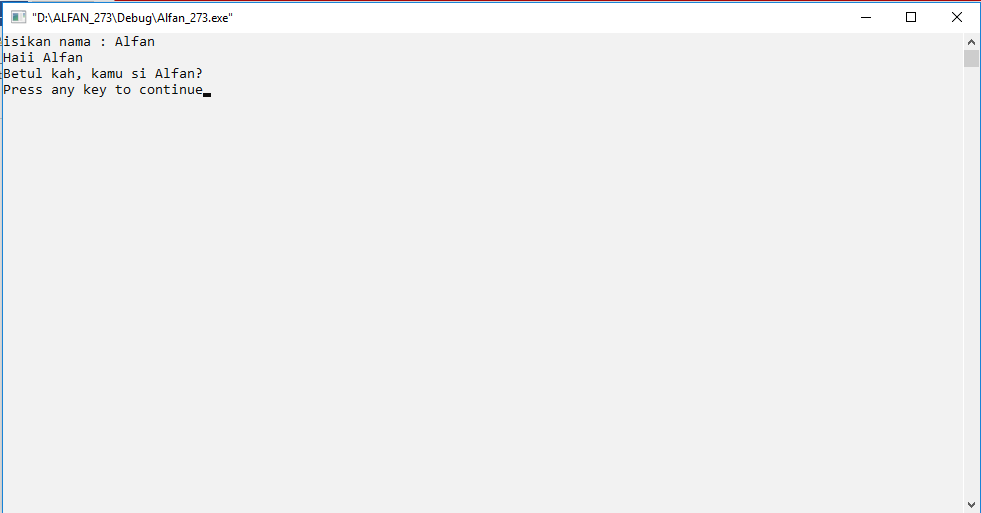 "D:\ALFAN_273\Debug\Alfan_273.exe"
isikan nama : Alfan
Haii Alfan
Betul kah, kamu si Alfan?
Press any key to continue